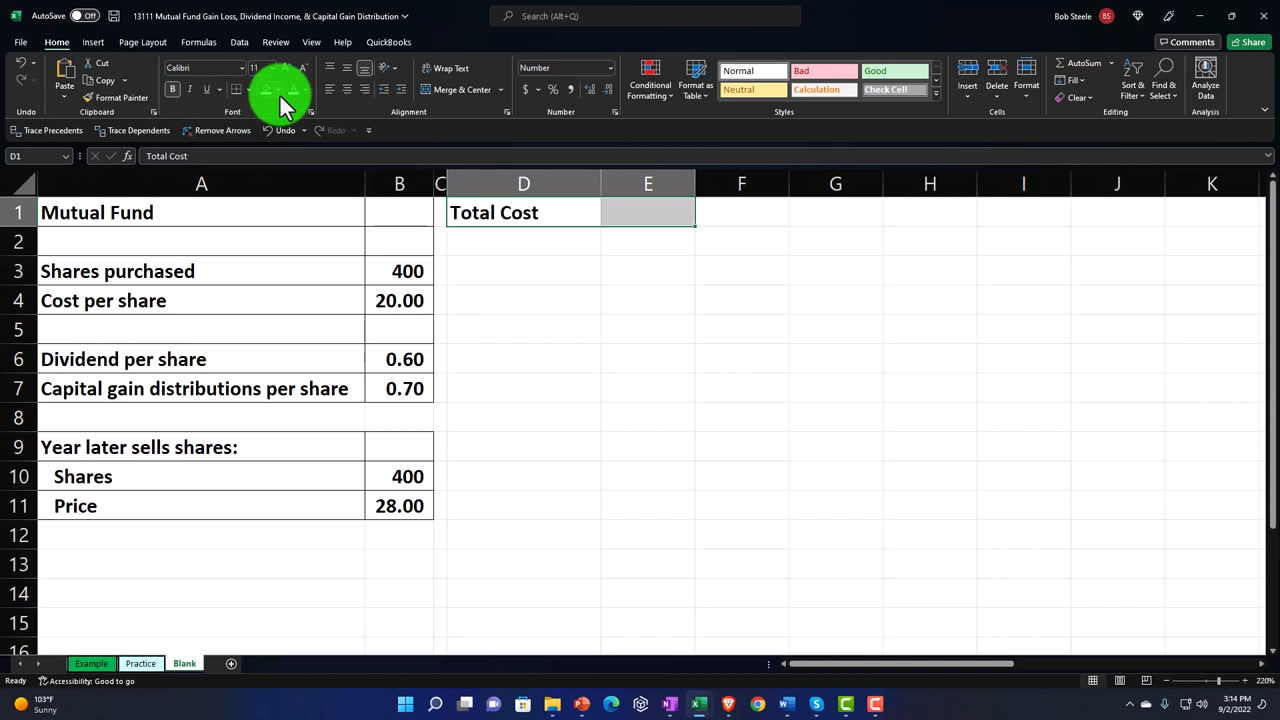 AutoSave Off 13111 Mutual Fund Gain Loss, Dividend Income, & Capital Gain Distribution Search (Alt+Q) Bob Steele BS
File Home Insert Page Layout Formulas Data Review View Help QuickBooks Comments Share
Paste Cut Copy Format Painter
Calibri 11 B I U
Wrap Text Merge & Center
Number $ % 9
Conditional Formatting Format as Table
Normal Bad Good
Neutral Calculation Check Cell
Insert Delete Format
AutoSum Fill Clear
Sort & Filter Find & Select
Analyze Data
Undo Clipboard Font Alignment Number Styles Cells Editing Analysis
Trace Precedents Trace Dependents Remove Arrows Undo Redo
D1 fx Total Cost
A B C D E F G H I J K
1 Mutual Fund Total Cost
2
3 Shares purchased 400
4 Cost per share 20.00
5
6 Dividend per share 0.60
7 Capital gain distributions per share 0.70
8
9 Year later sells shares:
10 Shares 400
11 Price 28.00
12
13
14
15
16
Example Practice Blank
Ready Accessibility: Good to go 220%
103°F
Sunny
3:14 PM
9/2/2022